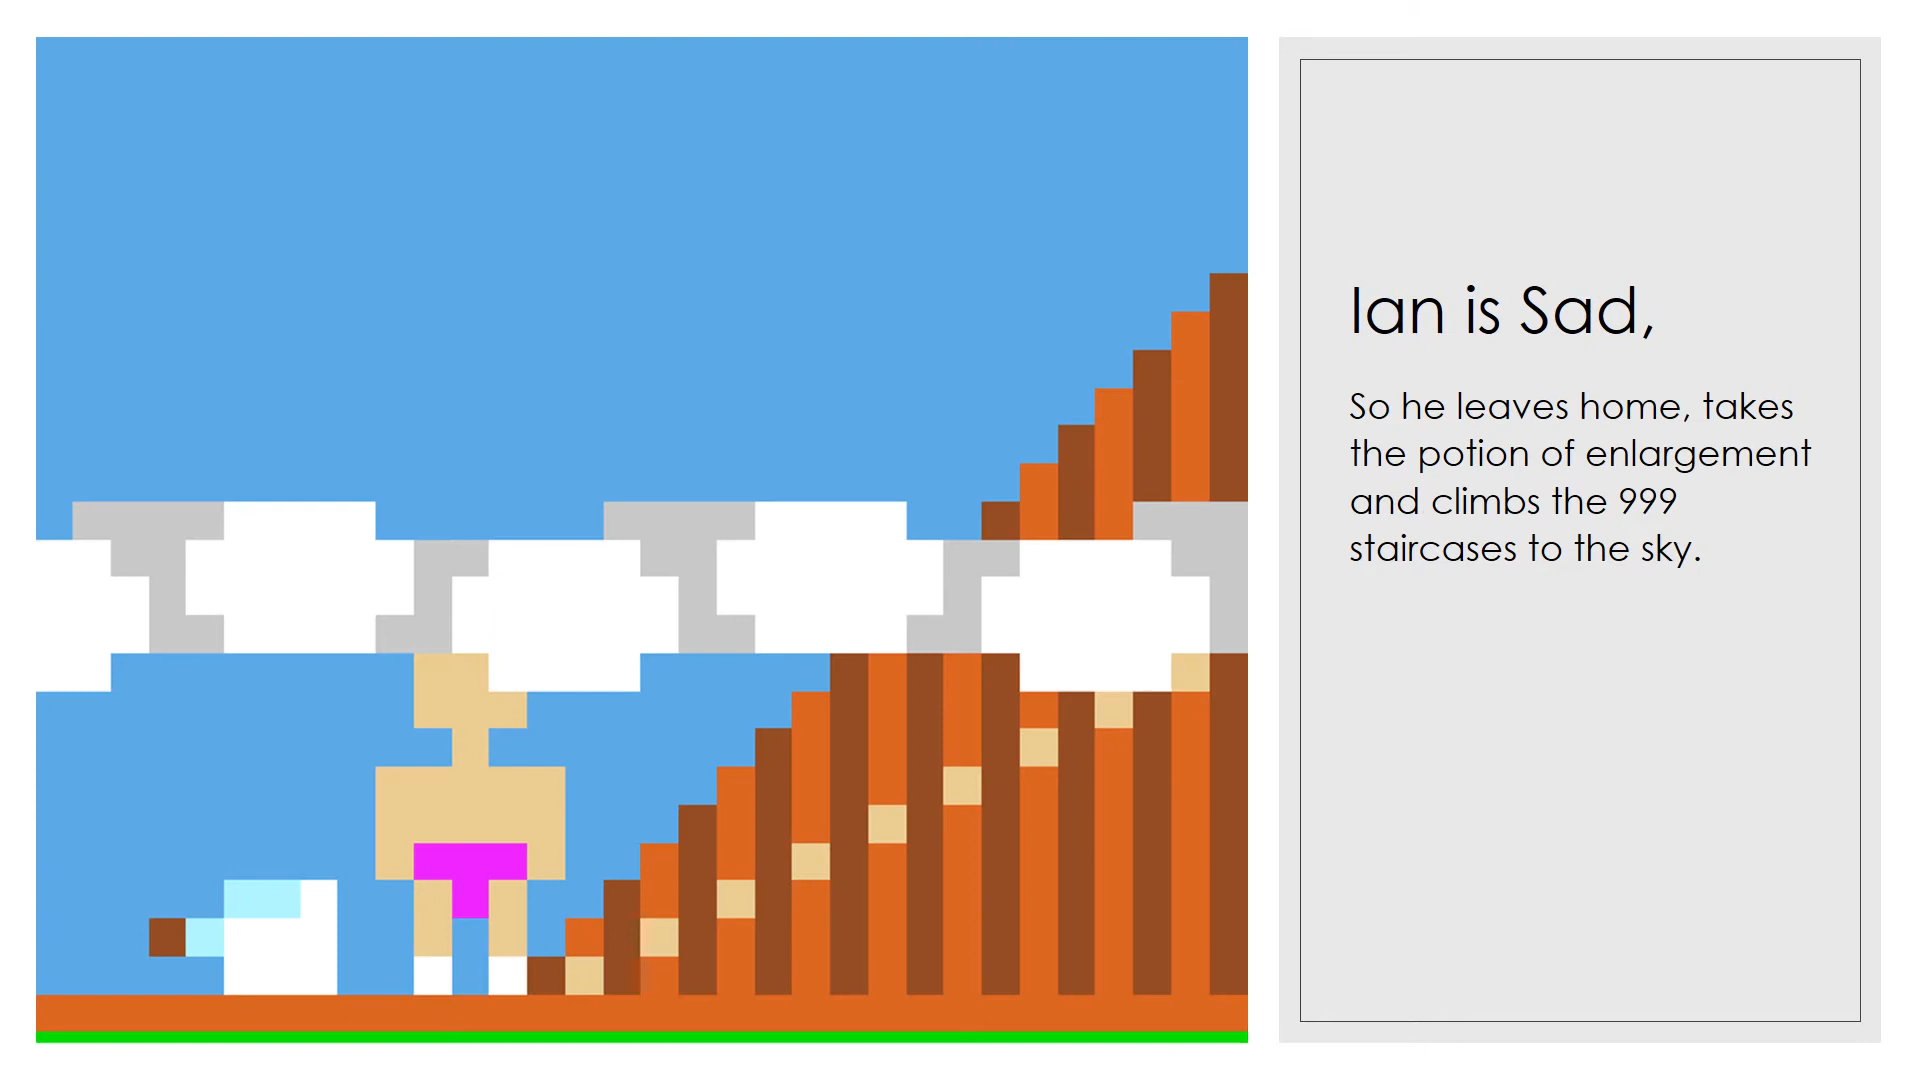 Ian is Sad,
So he leaves home, takes
the potion of enlargement
and climbs the 999
staircases to the sky.